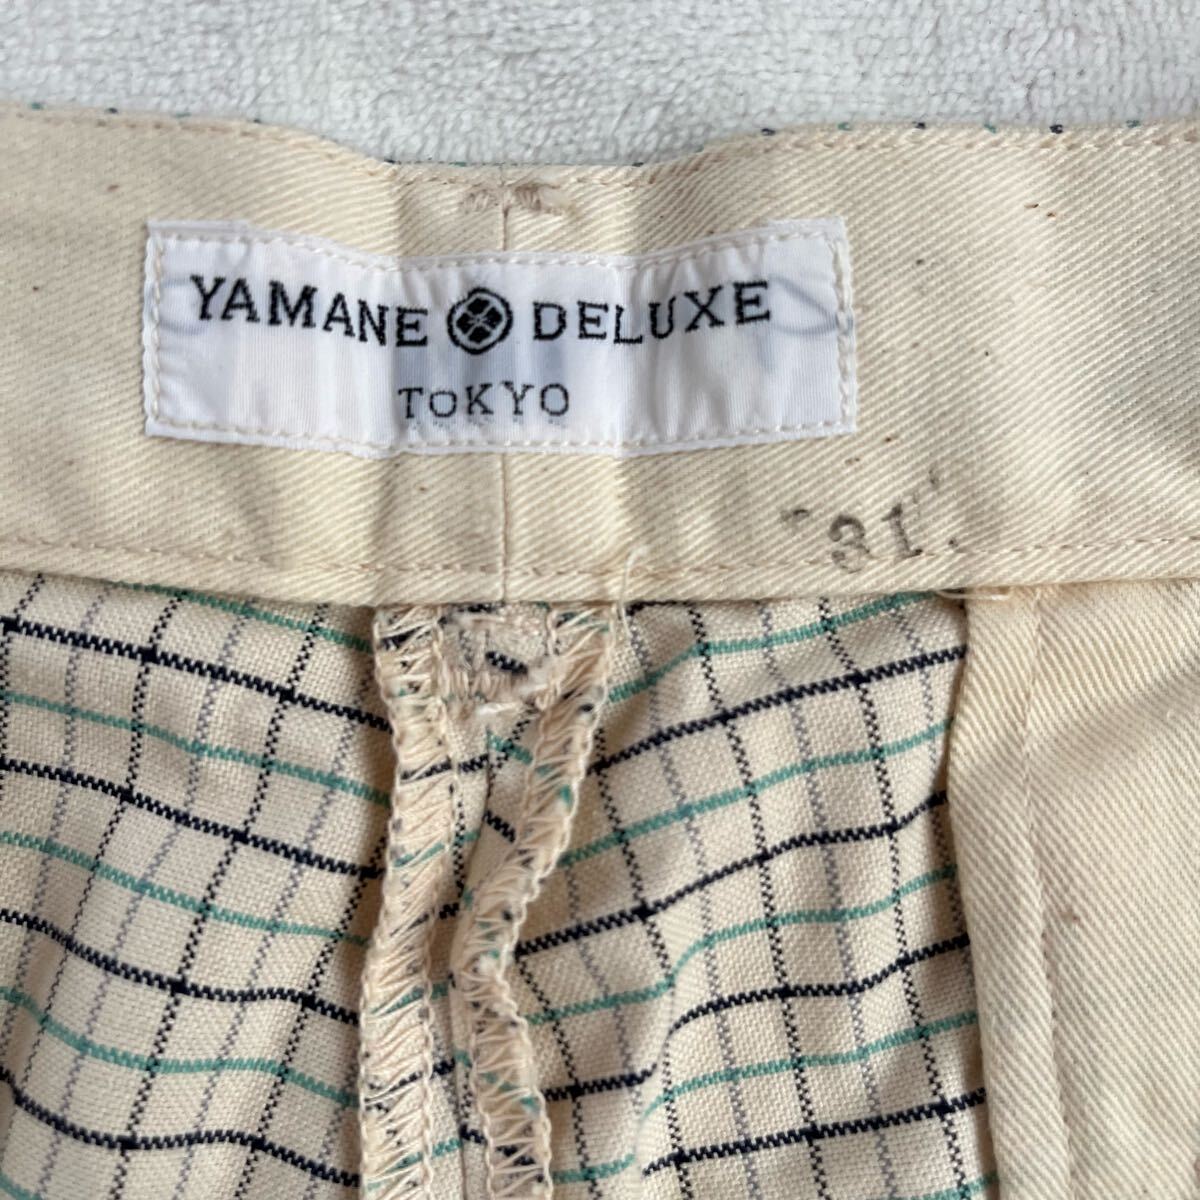 YAMANE DELUXE
TOKYO
"31"